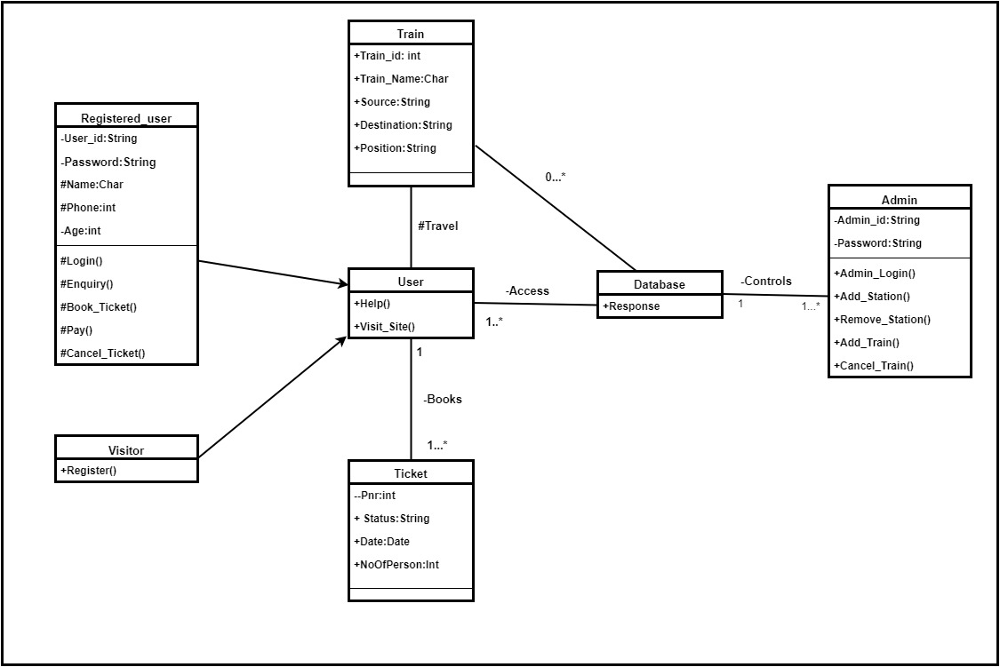 Train
+Train_id: int
+Train_Name:Char
+Source:String
+Destination:String
+Position:String
Registered_user
-User_id:String
-Password:String
#Name:Char
#Phone:int
-Age:int
#Login()
#Enquiry()
#Book_Ticket()
#Pay()
#Cancel_Ticket()
0...*
#Travel
Admin
-Admin_id:String
-Password:String
+Admin_Login()
+Add_Station()
+Remove_Station()
+Add_Train()
+Cancel_Train()
User
+Help()
+Visit_Site()
-Access
1..*
Database
+Response
-Controls
1
1...*
1
-Books
1...*
Visitor
+Register()
Ticket
--Pnr:int
+ Status:String
+Date:Date
+NoOfPerson:Int